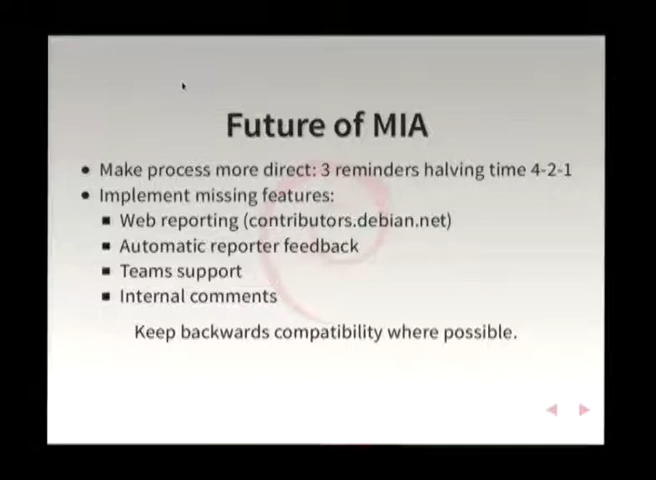 Future of MIA
• Make process more direct: 3 reminders halving time 4-2-1
• Implement missing features:
▪ Web reporting (contributors.debian.net)
▪ Automatic reporter feedback
▪ Teams support
▪ Internal comments
Keep backwards compatibility where possible.